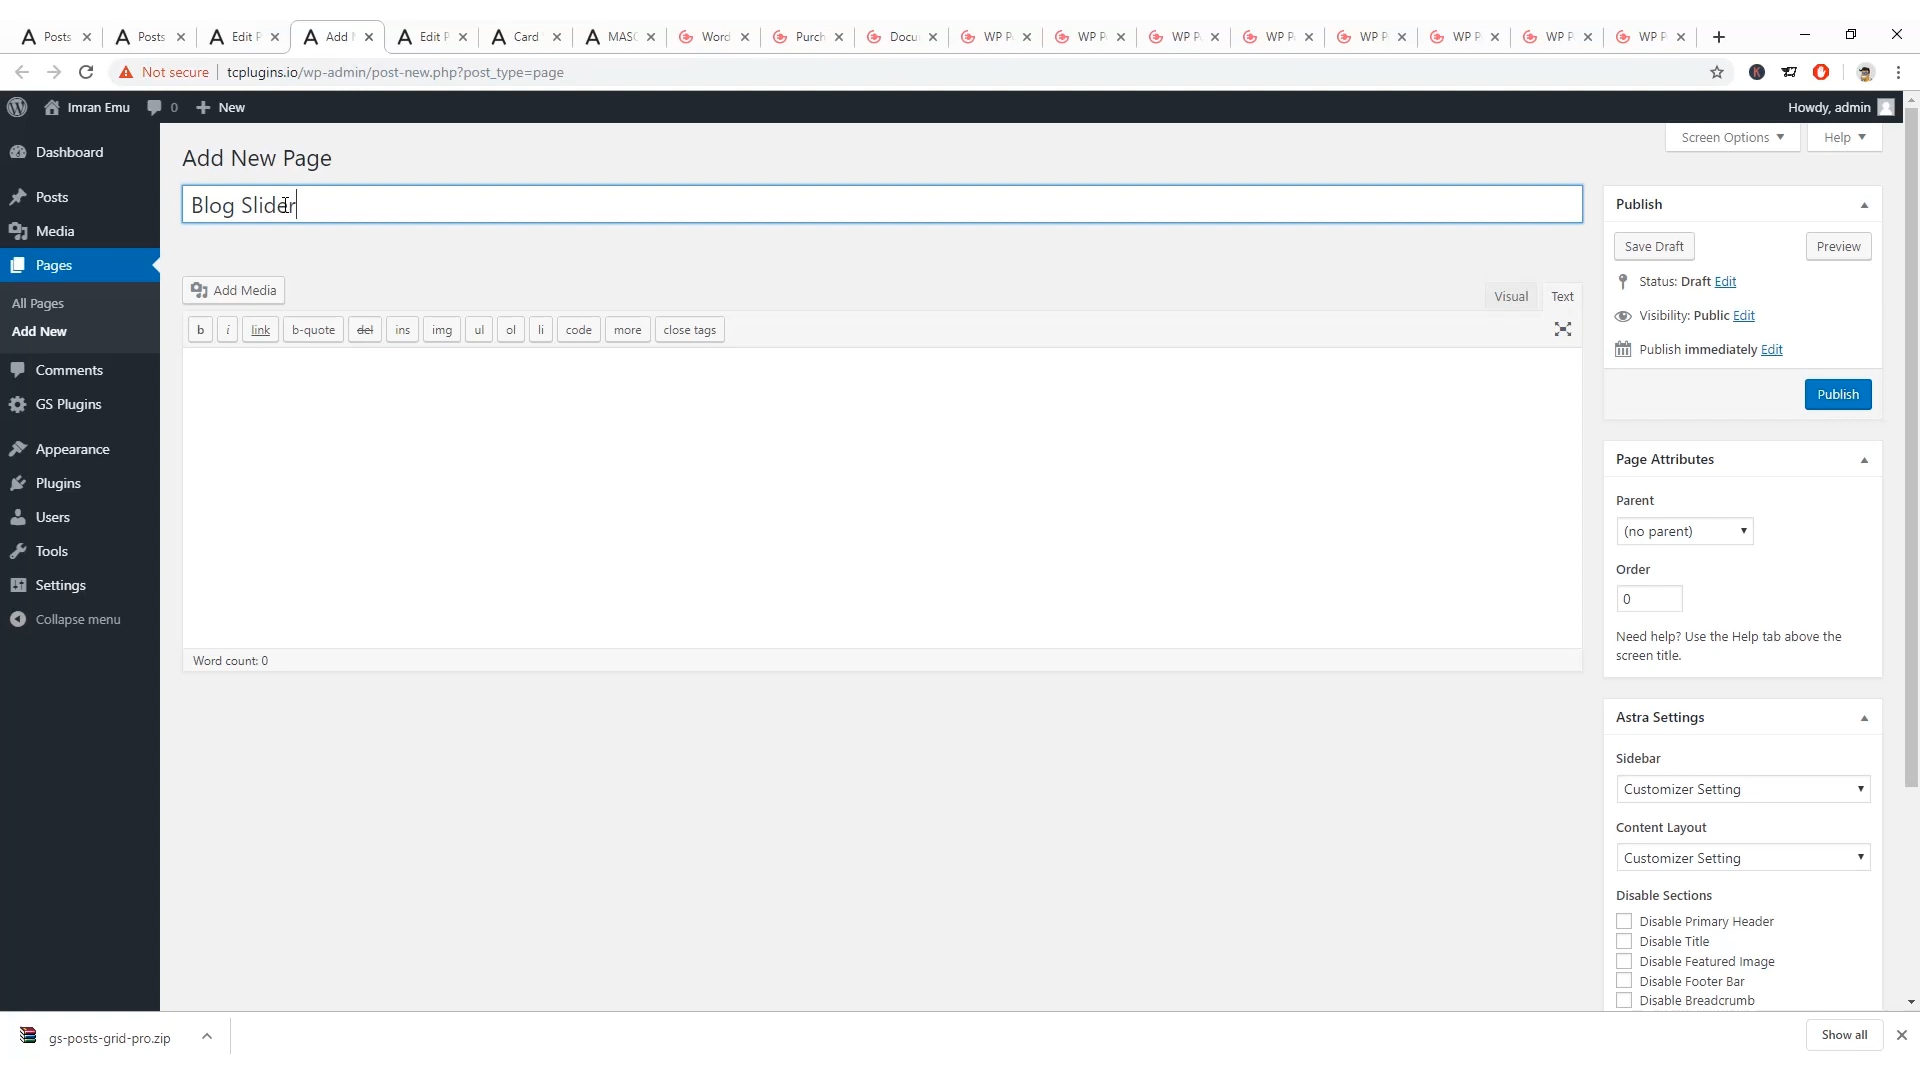 Posts
Posts
Edit P
Add N
Edit P
Card
MASC
Word
Purch
Docu
WP P
WP P
WP P
WP P
WP P
WP P
WP P
WP P
Not secure
tcplugins.io/wp-admin/post-new.php?post_type=page
K
Imran Emu
0
New
Howdy, admin
Screen Options
Help
Dashboard
Posts
Media
Pages
All Pages
Add New
Comments
GS Plugins
Appearance
Plugins
Users
Tools
Settings
Collapse menu
Add New Page
Blog Slider
Add Media
Visual
Text
b
i
link
b-quote
del
ins
img
ul
ol
li
code
more
close tags
Word count: 0
Publish
Save Draft
Preview
Status: Draft Edit
Visibility: Public Edit
Publish immediately Edit
Publish
Page Attributes
Parent
(no parent)
Order
0
Need help? Use the Help tab above the
screen title.
Astra Settings
Sidebar
Customizer Setting
Content Layout
Customizer Setting
Disable Sections
Disable Primary Header
Disable Title
Disable Featured Image
Disable Footer Bar
Disable Breadcrumb
gs-posts-grid-pro.zip
Show all